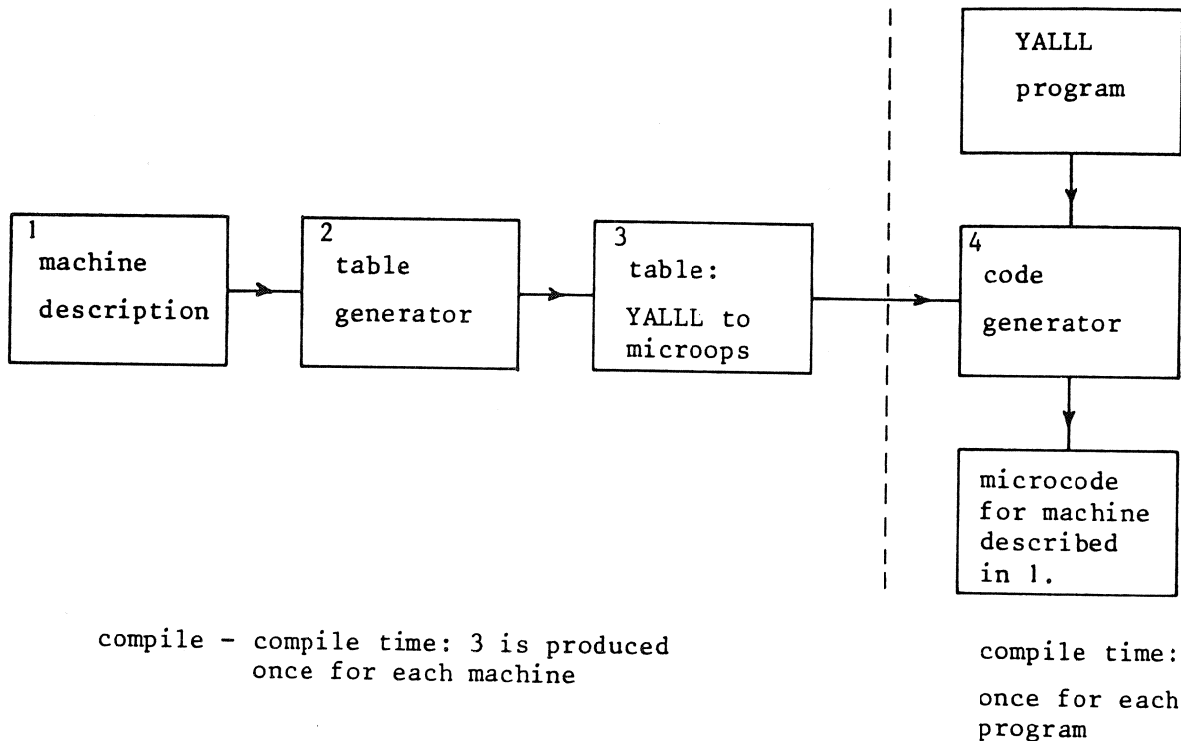 YALLL
program
1
machine
description
2
table
generator
3
table:
YALLL to
microops
4
code
generator
microcode
for machine
described
in 1.
compile - compile time: 3 is produced
once for each machine
compile time:
once for each
program